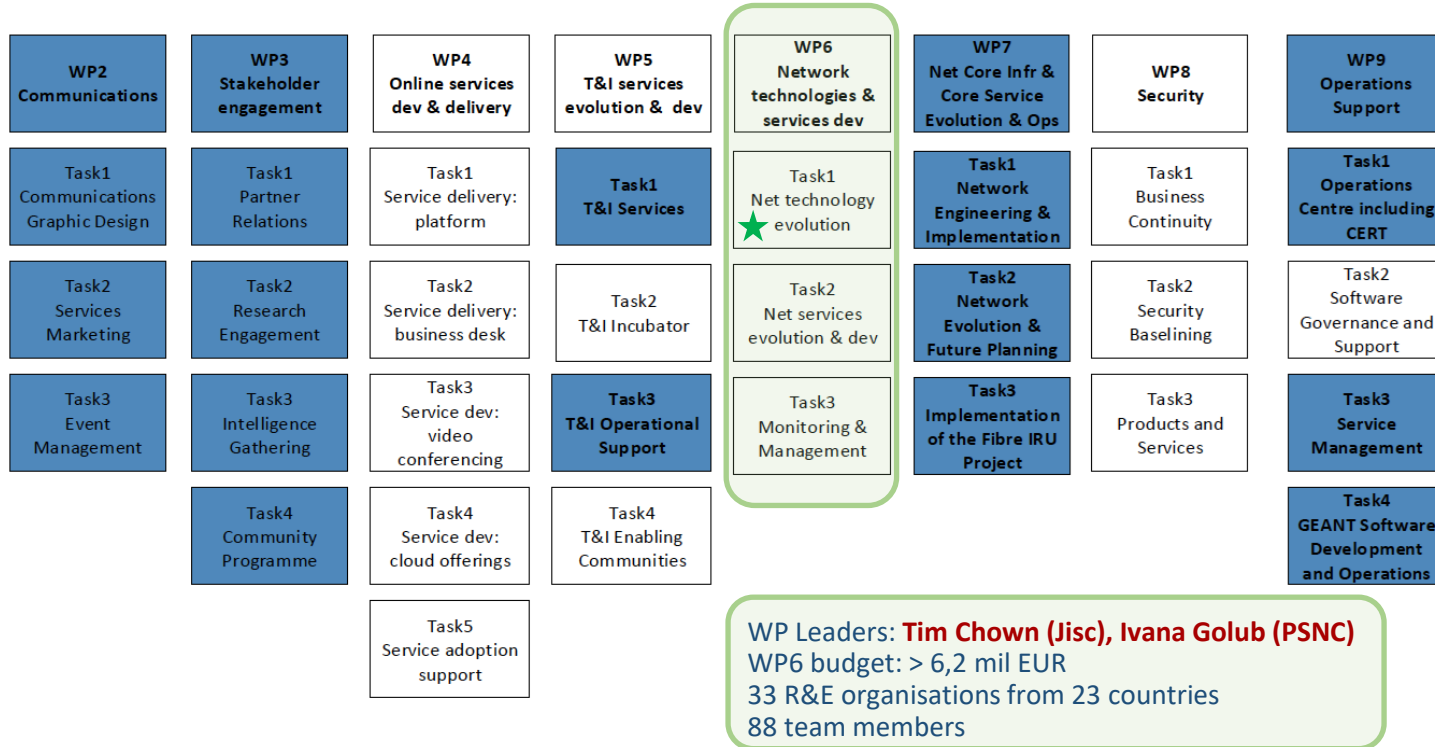 WP2
Communications
Task1
Communications
Graphic Design
Task2
Services
Marketing
Task3
Event
Management
WP3
Stakeholder
engagement
Task1
Partner
Relations
Task2
Research
Engagement
Task3
Intelligence
Gathering
Task4
Community
Programme
WP4
Online services
dev & delivery
Task1
Service delivery:
platform
Task2
Service delivery:
business desk
Task3
Service dev:
video
conferencing
Task4
Service dev:
cloud offerings
Task5
Service adoption
support
WP5
T&I services
evolution & dev
Task1
T&I Services
Task2
T&I Incubator
Task3
T&I Operational
Support
Task4
T&I Enabling
Communities
WP6
Network
technologies &
services dev
Task1
Net technology
evolution
Task2
Net services
evolution & dev
Task3
Monitoring &
Management
WP7
Net Core Infr &
Core Service
Evolution & Ops
Task1
Network
Engineering &
Implementation
Task2
Network
Evolution &
Future Planning
Task3
Implementation
of the Fibre IRU
Project
WP8
Security
Task1
Business
Continuity
Task2
Security
Baselining
Task3
Products and
Services
WP9
Operations
Support
Task1
Operations
Centre including
CERT
Task2
Software
Governance and
Support
Task3
Service
Management
Task4
GEANT Software
Development
and Operations
WP Leaders: Tim Chown (Jisc), Ivana Golub (PSNC)
WP6 budget: > 6,2 mil EUR
33 R&E organisations from 23 countries
88 team members